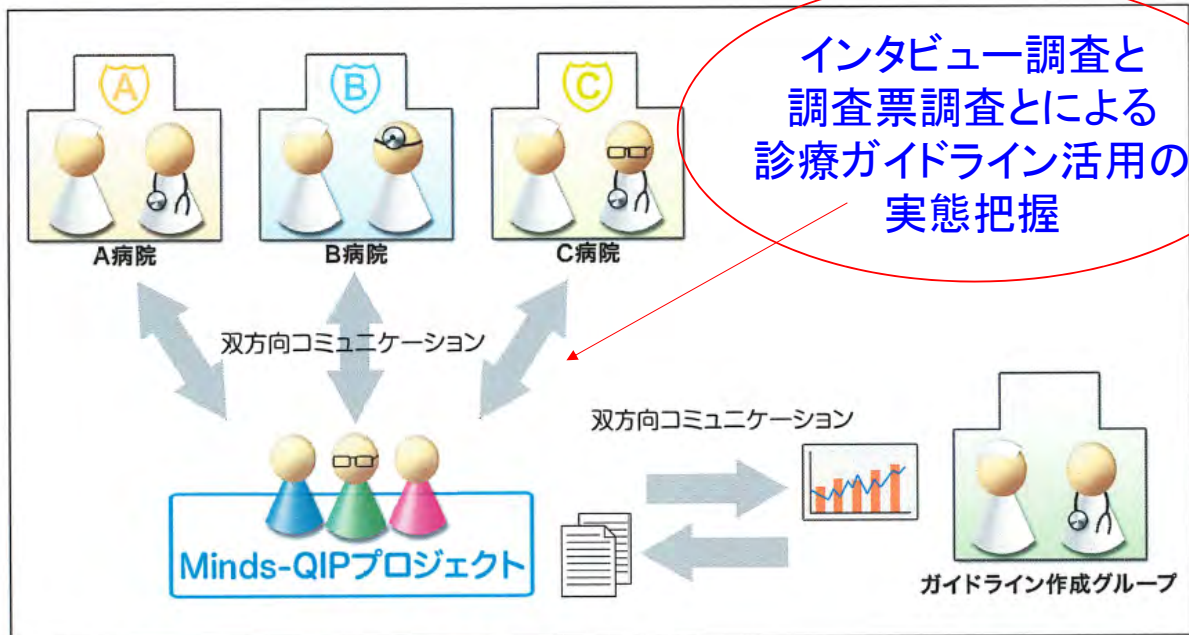 A
B
C
インタビュー調査と
調査票調査とによる
診療ガイドライン活用の
実態把握
A病院
B病院
C病院
双方向コミュニケーション
双方向コミュニケーション
Minds-QIPプロジェクト
ガイドライン作成グループ